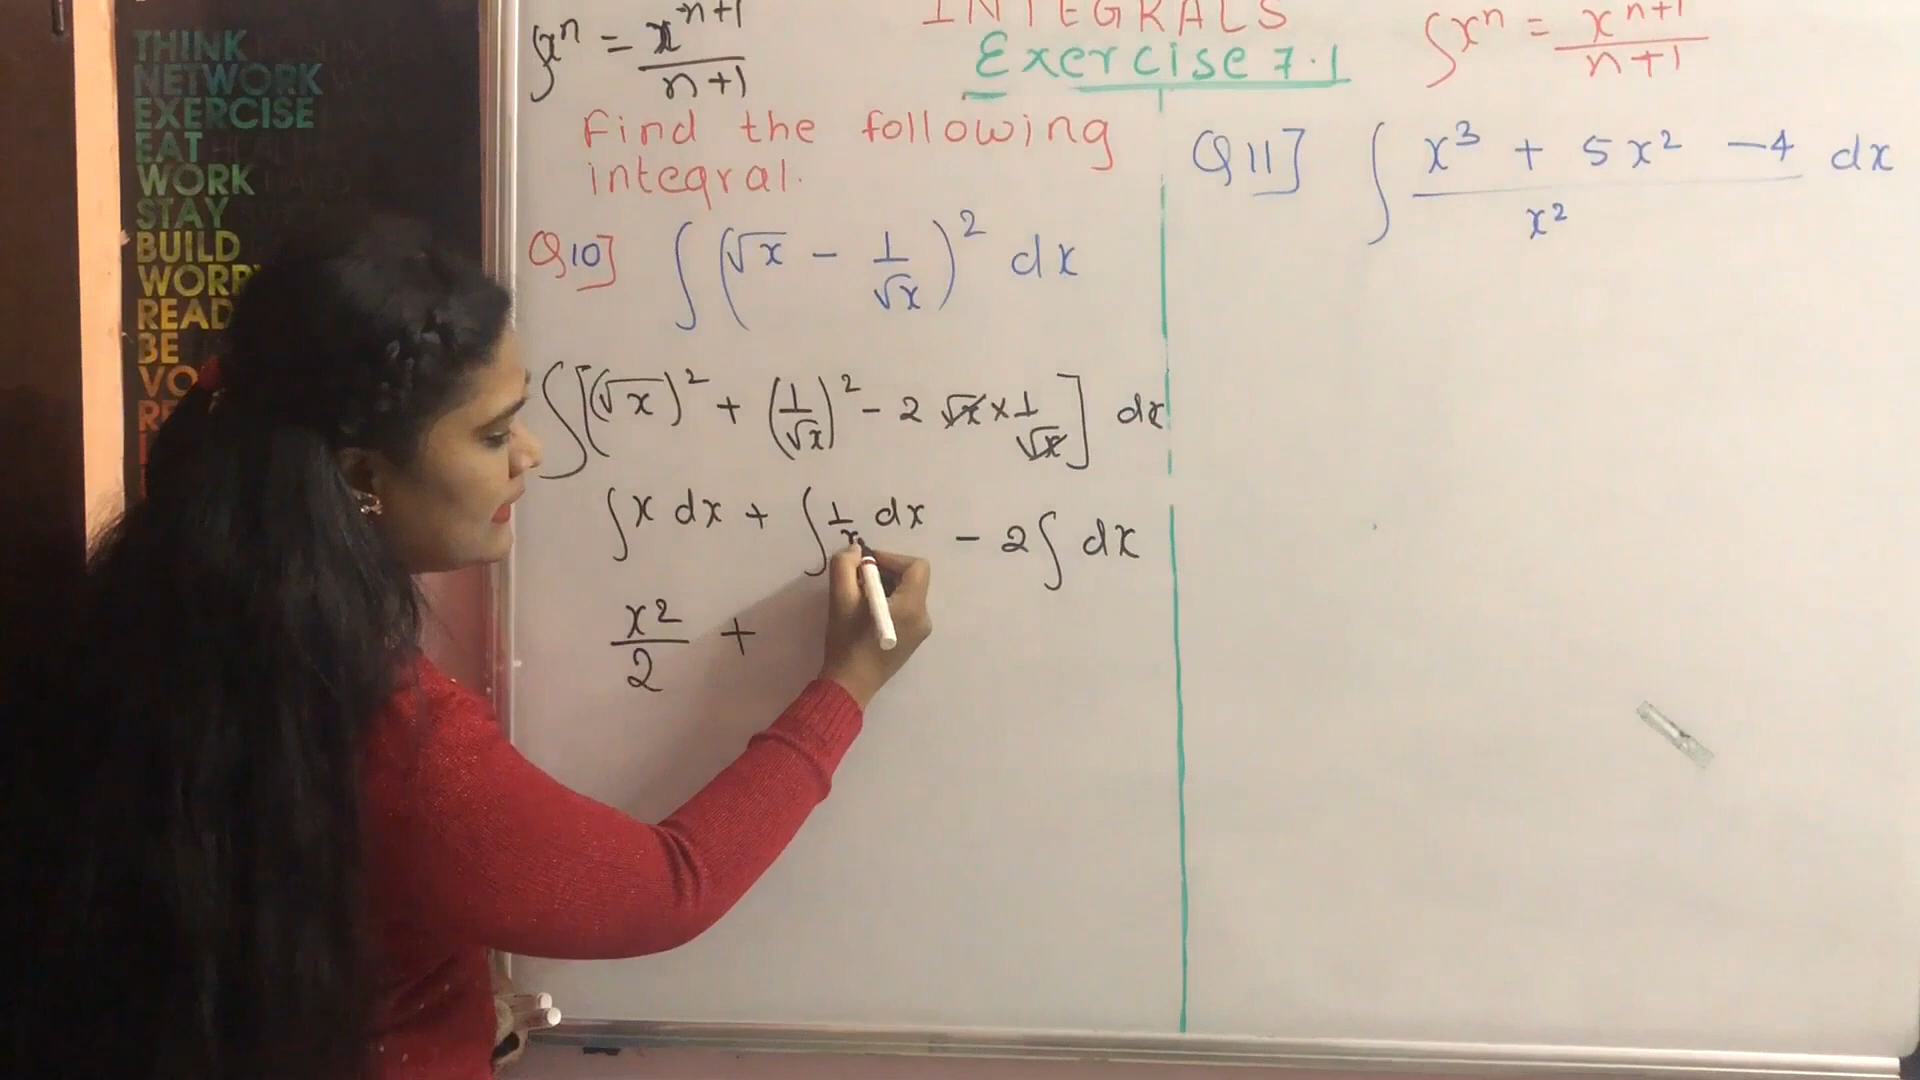 THINK
NETWORK
EXERCISE
EAT
WORK
STAY
BUILD
READ
BE
INTEGRALS
Exercise 7.1
∫xⁿ = xⁿ⁺¹/n+1
Find the following
integral.
Q10] ∫(√x - 1/√x)² dx
∫[(√x)² + (1/√x)² - 2 √x × 1/√x] dx
∫x dx + ∫1/x dx - 2∫ dx
x²/2 +
∫xⁿ = xⁿ⁺¹/n+1
Q11] ∫ x³ + 5x² - 4/x² dx